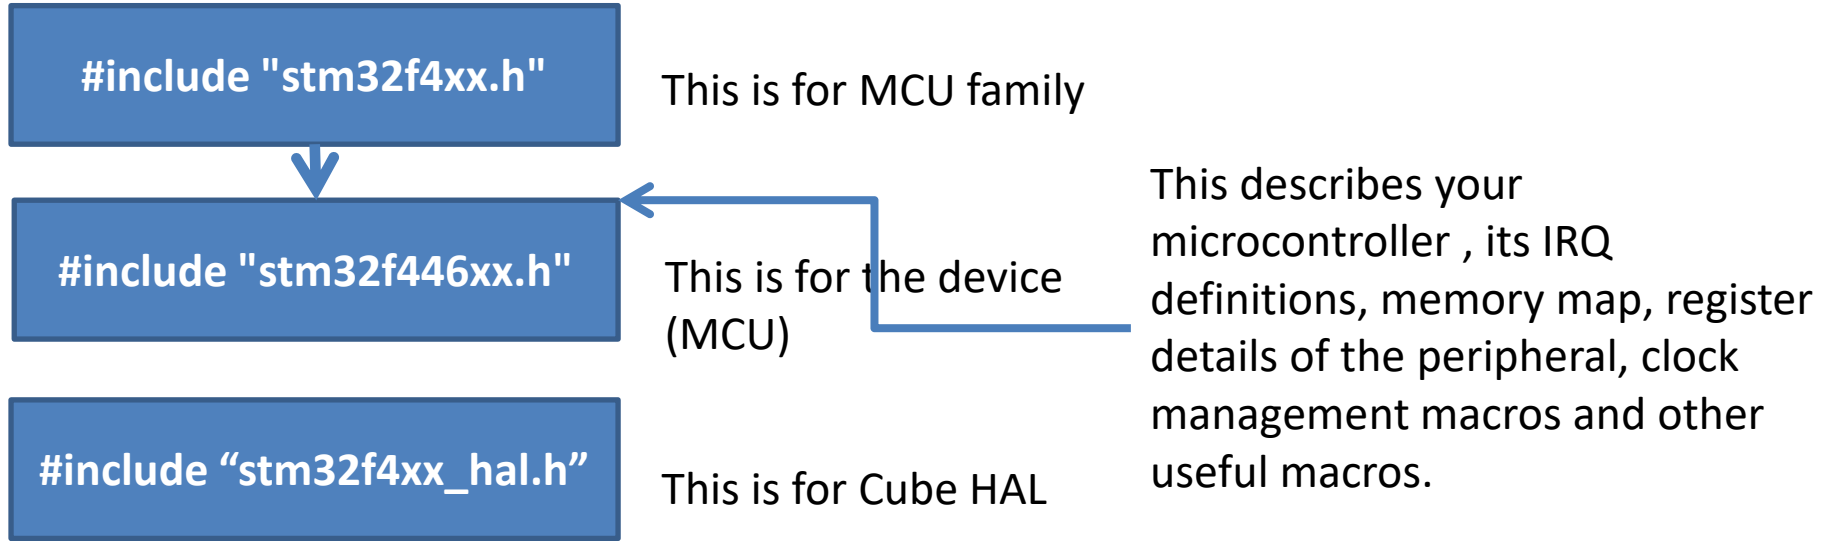 #include "stm32f4xx.h"
This is for MCU family
#include "stm32f446xx.h"
This is for the device
(MCU)
This describes your
microcontroller , its IRQ
definitions, memory map, register
details of the peripheral, clock
management macros and other
useful macros.
#include “stm32f4xx_hal.h”
This is for Cube HAL